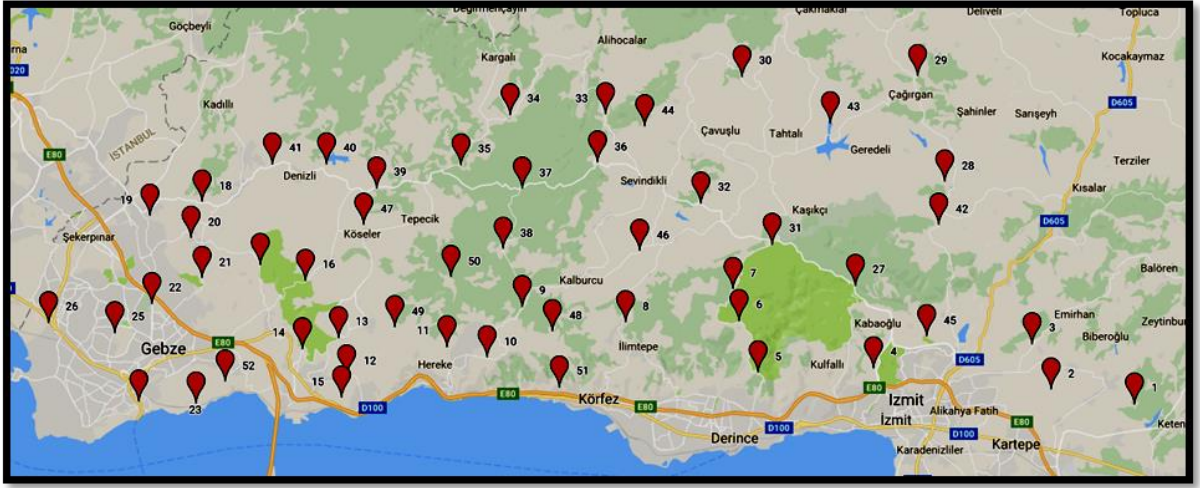 Değirmençayırı
Çakmaklar
Deliveli
Topluca
Göçbeyli
Alihocalar
Kargalı
30
29
Kocakaymaz
020
34
33
44
43
Çağırgan
D605
Kadıllı
Şahinler
Sarışeyh
İSTANBUL
Çavuşlu
Tahtalı
E80
41
40
35
36
Geredeli
28
Terziler
Denizli
39
37
Sevindikli
32
Kısalar
18
19
47
42
20
Tepecik
Kaşıkçı
D605
Şekerpınar
Köseler
38
46
31
21
16
50
7
27
Balören
22
9
Kalburcu
26
25
49
48
8
6
14
13
11
10
Kabaoğlu
45
3
Emirhan
Zeytinbu
Biberoğlu
Gebze
E80
İlimtepe
52
12
Hereke
51
5
Kulfallı
4
D605
2
15
23
D100
E80
Körfez
E80
E80
Izmit
İzmit
Alikahya Fatih
1
E80
Keten
Derince
D100
D100
Kartepe
Karadenizliler